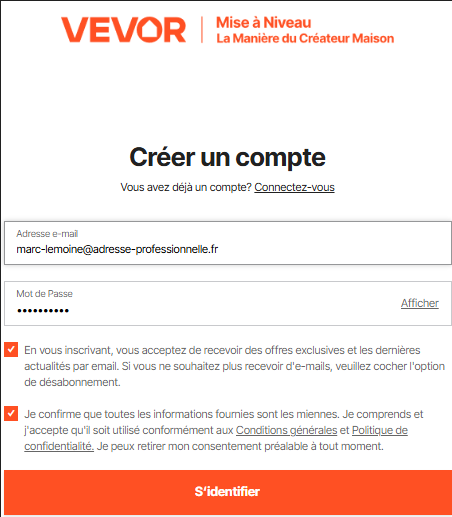 VEVOR
Mise à Niveau
La Manière du Créateur Maison
Créer un compte
Vous avez déjà un compte? Connectez-vous
Adresse e-mail
marc-lemoine@adresse-professionnelle.fr
Mot de Passe
••••••••••
Afficher
En vous inscrivant, vous acceptez de recevoir des offres exclusives et les dernières
actualités par email. Si vous ne souhaitez plus recevoir d'e-mails, veuillez cocher l'option
de désabonnement.
Je confirme que toutes les informations fournies sont les miennes. Je comprends et
j'accepte qu'il soit utilisé conformément aux Conditions générales et Politique de
confidentialité. Je peux retirer mon consentement préalable à tout moment.
S'identifier